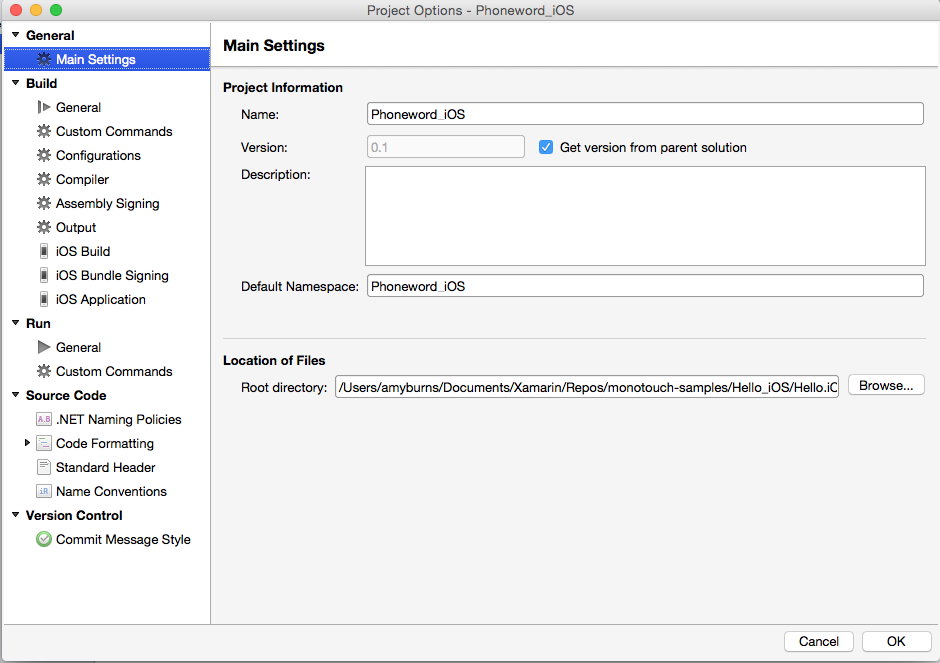 Project Options - Phoneword_iOS
General
Main Settings
Build
General
Custom Commands
Configurations
Compiler
Assembly Signing
Output
iOS Build
iOS Bundle Signing
iOS Application
Run
General
Custom Commands
Source Code
A.B .NET Naming Policies
Code Formatting
Standard Header
iR Name Conventions
Version Control
Commit Message Style
Main Settings
Project Information
Name: Phoneword_iOS
Version: 0.1 Get version from parent solution
Description:
Default Namespace: Phoneword_iOS
Location of Files
Root directory: /Users/amyburns/Documents/Xamarin/Repos/monotouch-samples/Hello_iOS/Hello.iO Browse...
Cancel OK